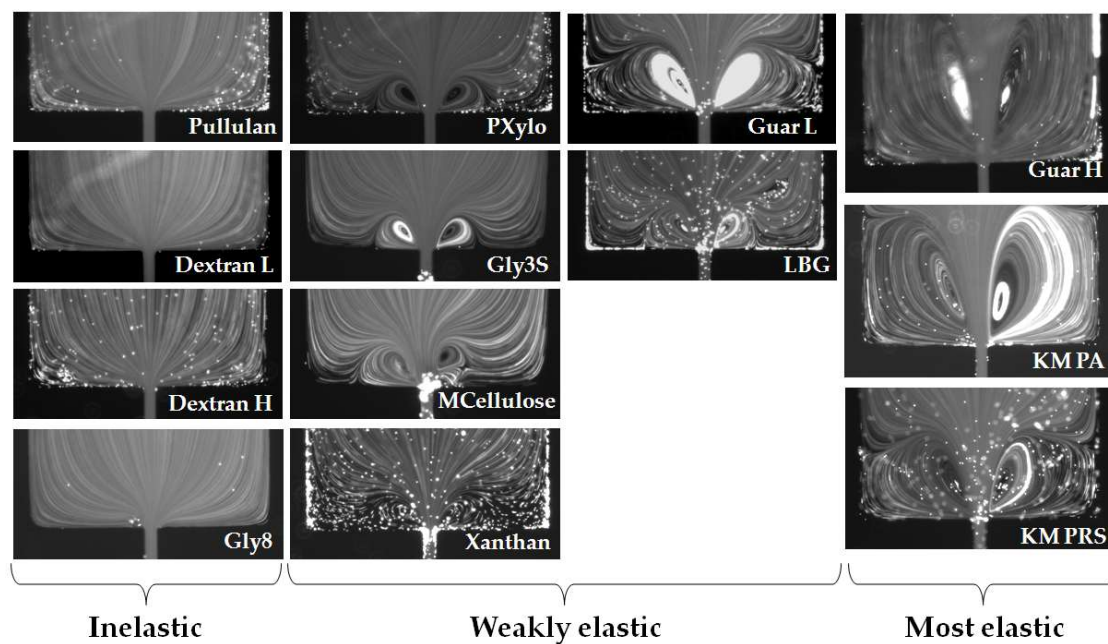 Pullulan
PXylo
Guar L
Guar H
Dextran L
Gly3S
LBG
KM PA
Dextran H
MCellulose
KM PRS
Gly8
Xanthan
Inelastic
Weakly elastic
Most elastic